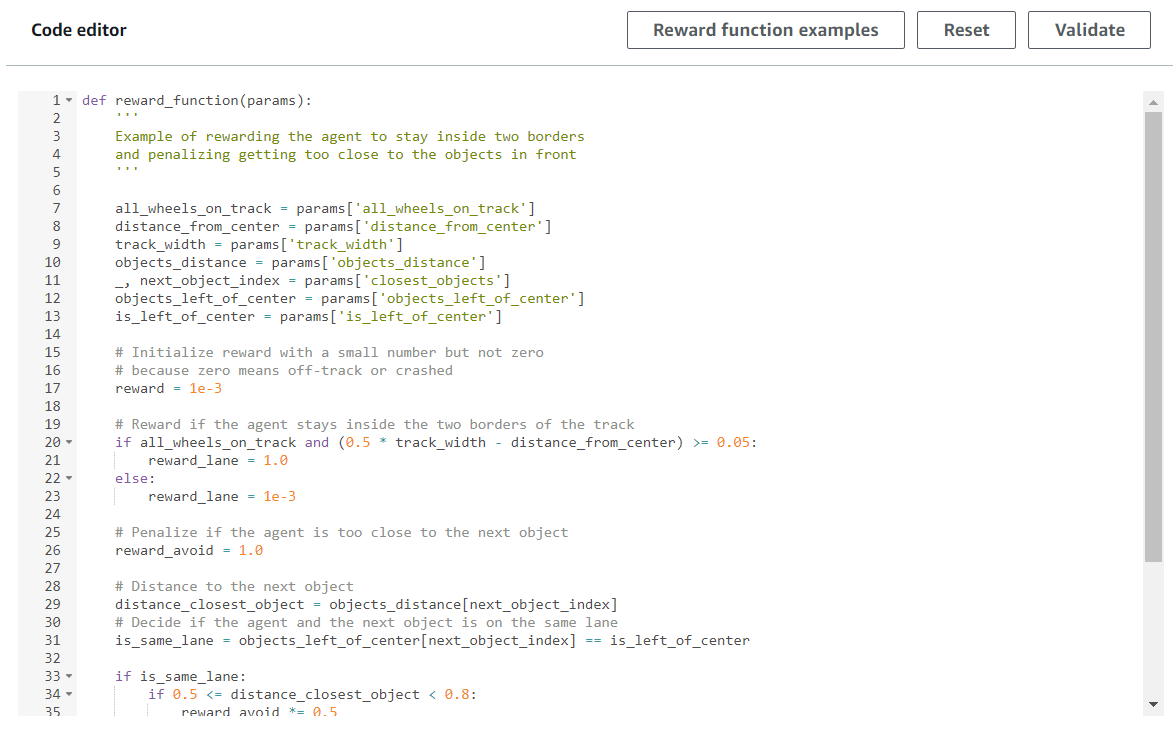 Code editor
Reward function examples
Reset
Validate
1 def reward_function(params):
2     '''
3     Example of rewarding the agent to stay inside two borders
4     and penalizing getting too close to the objects in front
5     '''
6
7     all_wheels_on_track = params['all_wheels_on_track']
8     distance_from_center = params['distance_from_center']
9     track_width = params['track_width']
10     objects_distance = params['objects_distance']
11     _, next_object_index = params['closest_objects']
12     objects_left_of_center = params['objects_left_of_center']
13     is_left_of_center = params['is_left_of_center']
14
15     # Initialize reward with a small number but not zero
16     # because zero means off-track or crashed
17     reward = 1e-3
18
19     # Reward if the agent stays inside the two borders of the track
20     if all_wheels_on_track and (0.5 * track_width - distance_from_center) >= 0.05:
21         reward_lane = 1.0
22     else:
23         reward_lane = 1e-3
24
25     # Penalize if the agent is too close to the next object
26     reward_avoid = 1.0
27
28     # Distance to the next object
29     distance_closest_object = objects_distance[next_object_index]
30     # Decide if the agent and the next object is on the same lane
31     is_same_lane = objects_left_of_center[next_object_index] == is_left_of_center
32
33     if is_same_lane:
34         if 0.5 <= distance_closest_object < 0.8:
35             reward_avoid *= 0.5